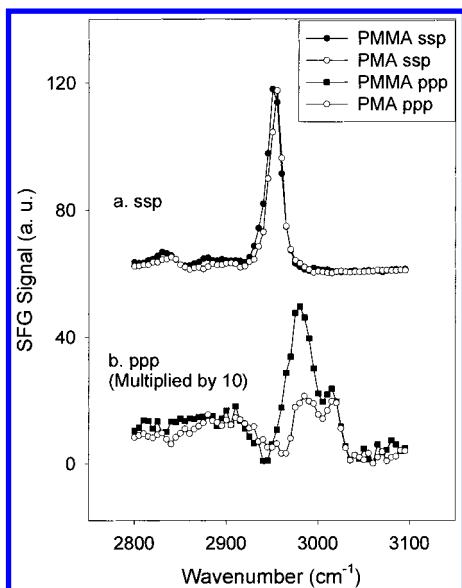 PMMA ssp
PMA ssp
PMMA ppp
PMA ppp
120
80
40
0
SFG Signal (a. u.)
a. ssp
b. ppp
(Multiplied by 10)
2800
2900
3000
3100
Wavenumber (cm⁻¹)